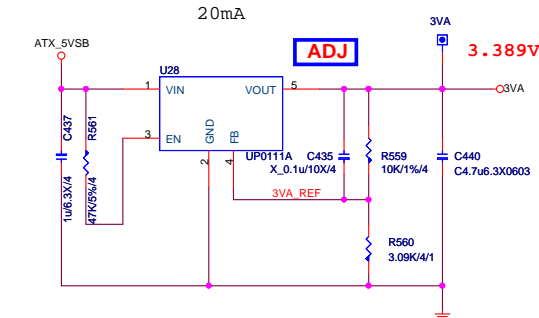 20mA
3VA
ATX_5VSB
ADJ
3.389V
U28
1
VIN
VOUT
5
3VA
C437
R561
3
EN
GND
FB
2
4
UP0111A
C435
X_0.1u/10X/4
R559
10K/1%/4
C440
C4.7u6.3X0603
1u/6.3X/4
47K/5%/4
3VA_REF
R560
3.09K/4/1